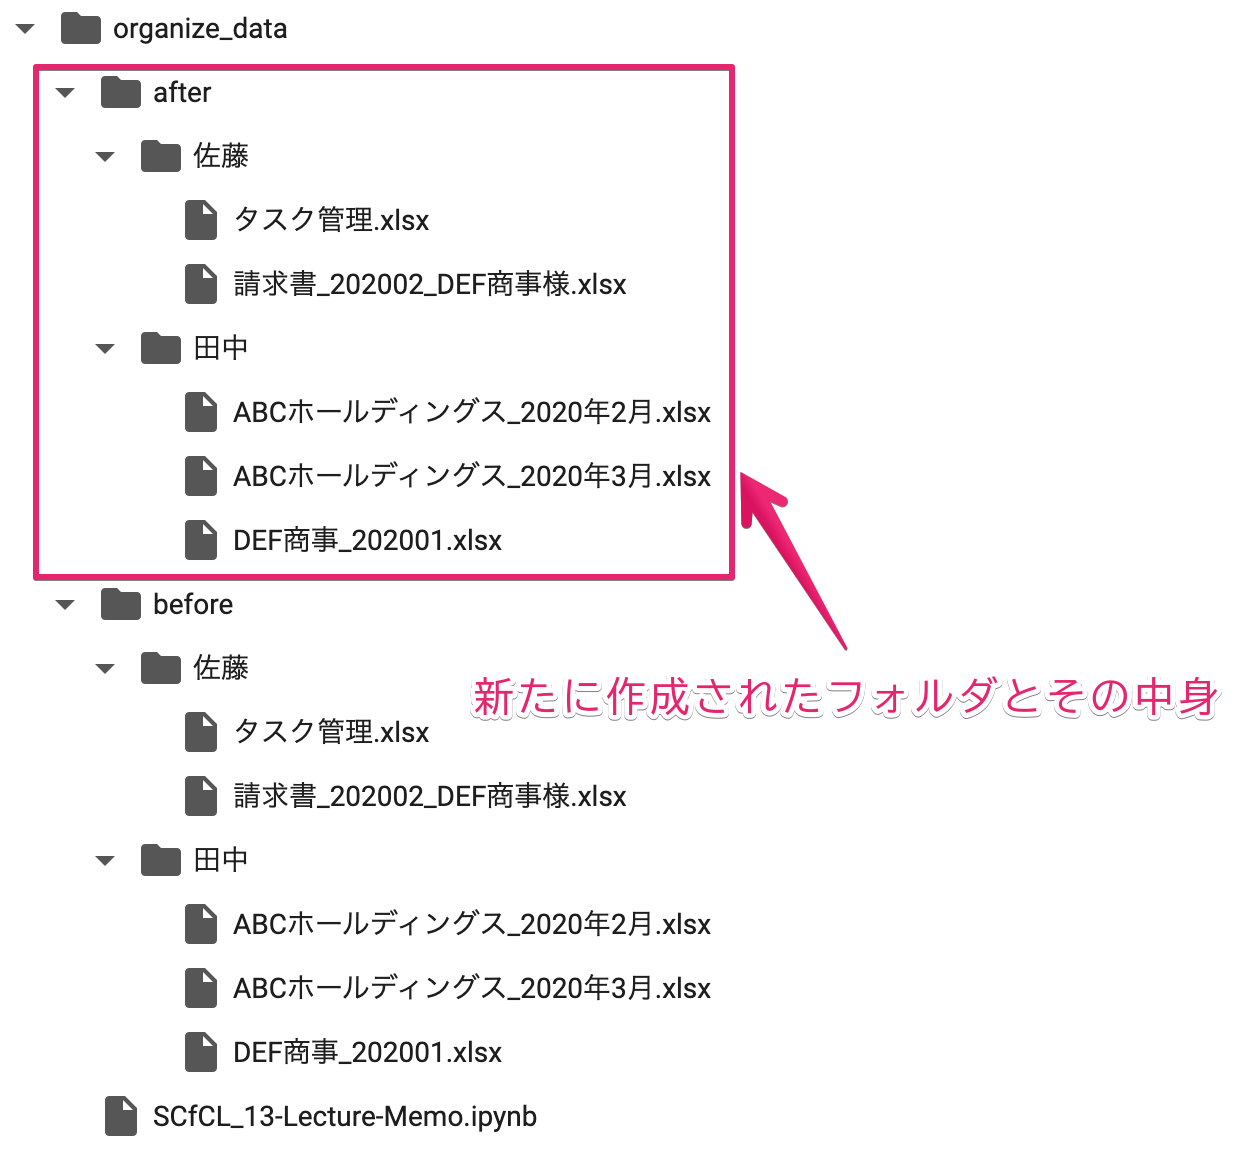 organize_data
after
佐藤
タスク管理.xlsx
請求書_202002_DEF商事様.xlsx
田中
ABCホールディングス_2020年2月.xlsx
ABCホールディングス_2020年3月.xlsx
DEF商事_202001.xlsx
before
佐藤
新たに作成されたフォルダとその中身
タスク管理.xlsx
請求書_202002_DEF商事様.xlsx
田中
ABCホールディングス_2020年2月.xlsx
ABCホールディングス_2020年3月.xlsx
DEF商事_202001.xlsx
SCfCL_13-Lecture-Memo.ipynb